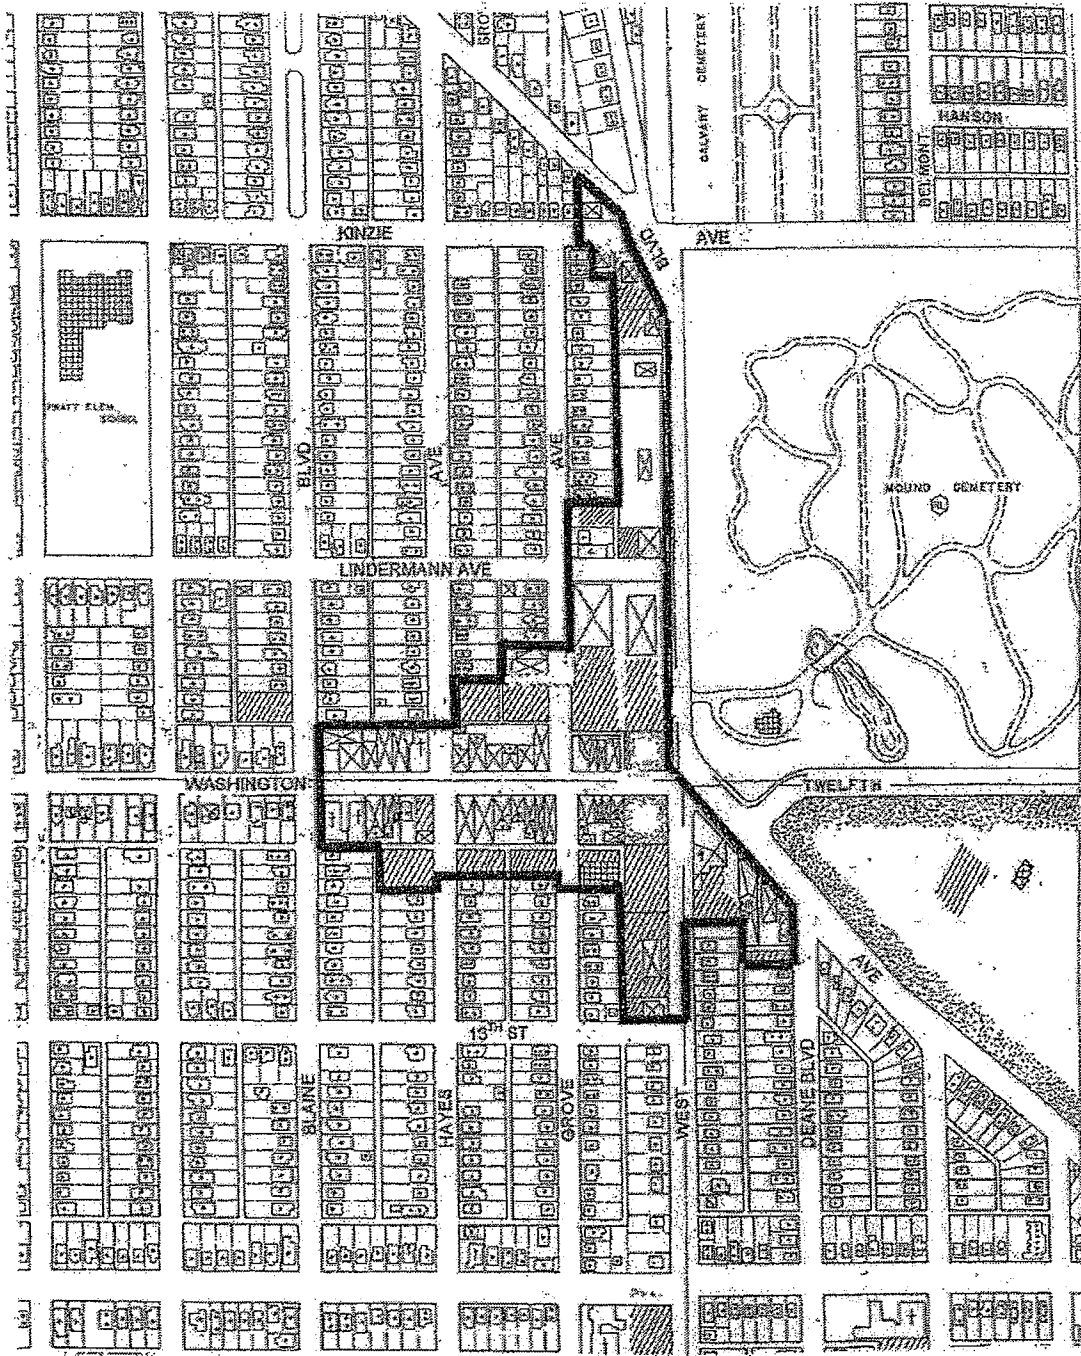 GRO
CALVARY CEMETERY
HANSON
BELMONT
KINZIE
BLVD
AVE
PRATT ELEM.
SCHOOL
BLVD
AVE
AVE
MOUND CEMETERY
LINDERMANN AVE
WASHINGTON
TWELFTH
AVE
13TH ST
BLAINE
HAYES
GROVE
WEST
DEANE BLVD